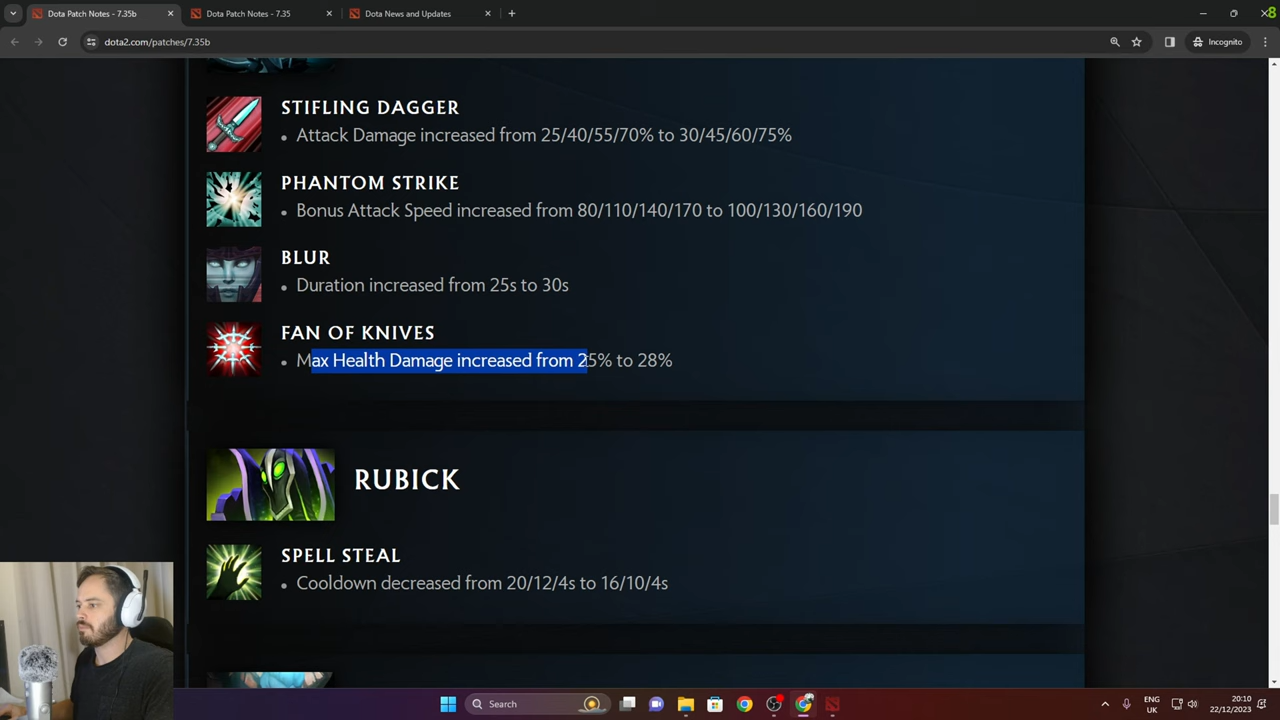 Dota Patch Notes - 7.35b
Dota Patch Notes - 7.35
Dota News and Updates
8
dota2.com/patches/7.35b
Incognito
STIFLING DAGGER
• Attack Damage increased from 25/40/55/70% to 30/45/60/75%
PHANTOM STRIKE
• Bonus Attack Speed increased from 80/110/140/170 to 100/130/160/190
BLUR
• Duration increased from 25s to 30s
FAN OF KNIVES
• Max Health Damage increased from 25% to 28%
RUBICK
SPELL STEAL
• Cooldown decreased from 20/12/4s to 16/10/4s
Search
ENG
UK
20:10
22/12/2023